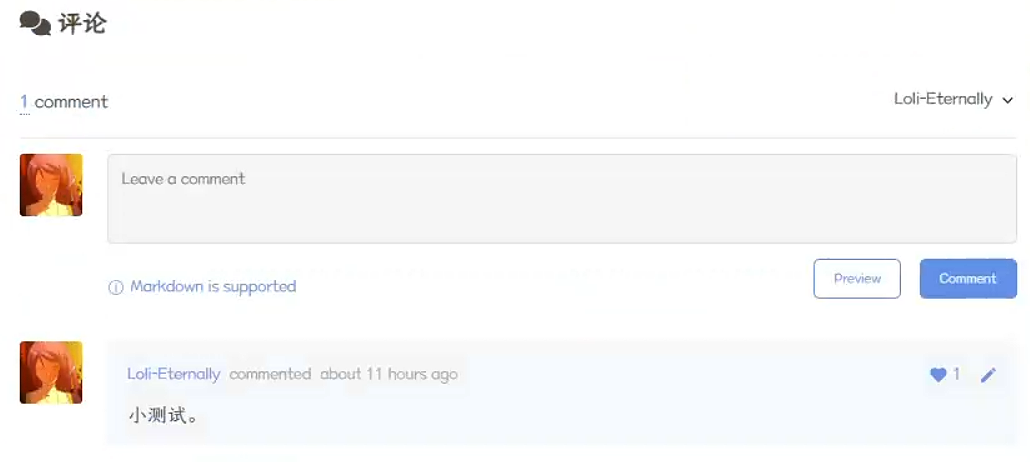 评论
1 comment
Loli-Eternally
Leave a comment
Markdown is supported
Preview
Comment
Loli-Eternally commented about 11 hours ago
1
小测试。